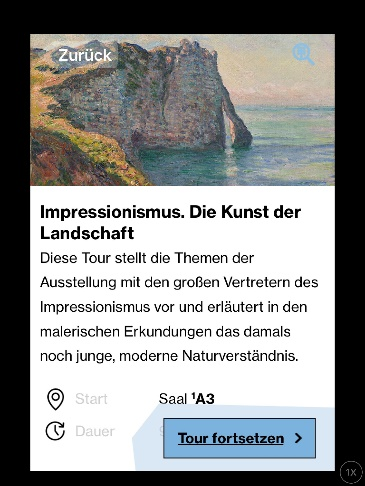 Zurück
Impressionismus. Die Kunst der
Landschaft
Diese Tour stellt die Themen der
Ausstellung mit den großen Vertretern des
Impressionismus vor und erläutert in den
malerischen Erkundungen das damals
noch junge, moderne Naturverständnis.
Start Saal ¹A3
Dauer
Tour fortsetzen
1X